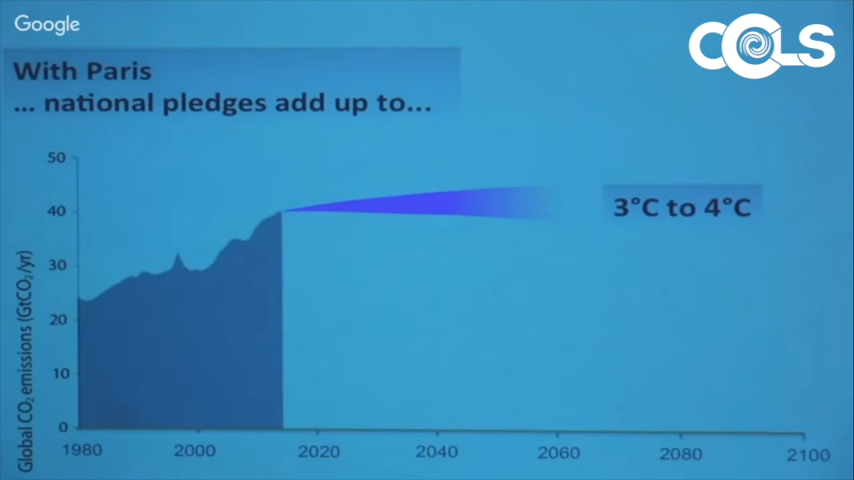 Google
CCLS
With Paris
... national pledges add up to...
50
40
30
20
10
0
Global CO₂ emissions (GtCO₂/yr)
3°C to 4°C
1980
2000
2020
2040
2060
2080
2100